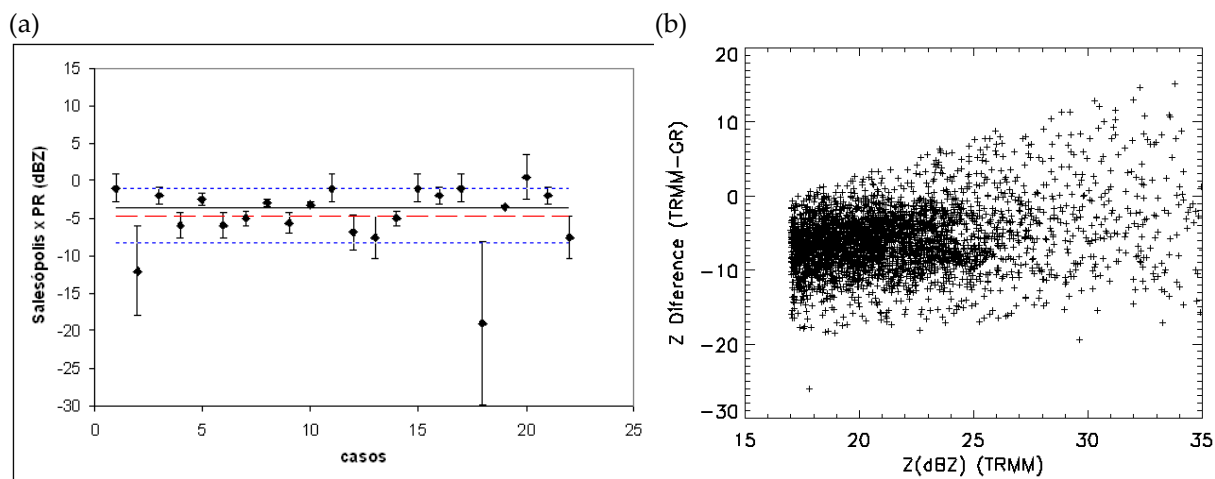 (a)
15
10
5
0
-5
-10
-15
-20
-25
-30
0 5 10 15 20 25
casos
Salesópolis x PR (dBZ)
(b)
20
10
0
-10
-20
-30
15 20 25 30 35
Z(dBZ) (TRMM)
Z Diference (TRMM-GR)